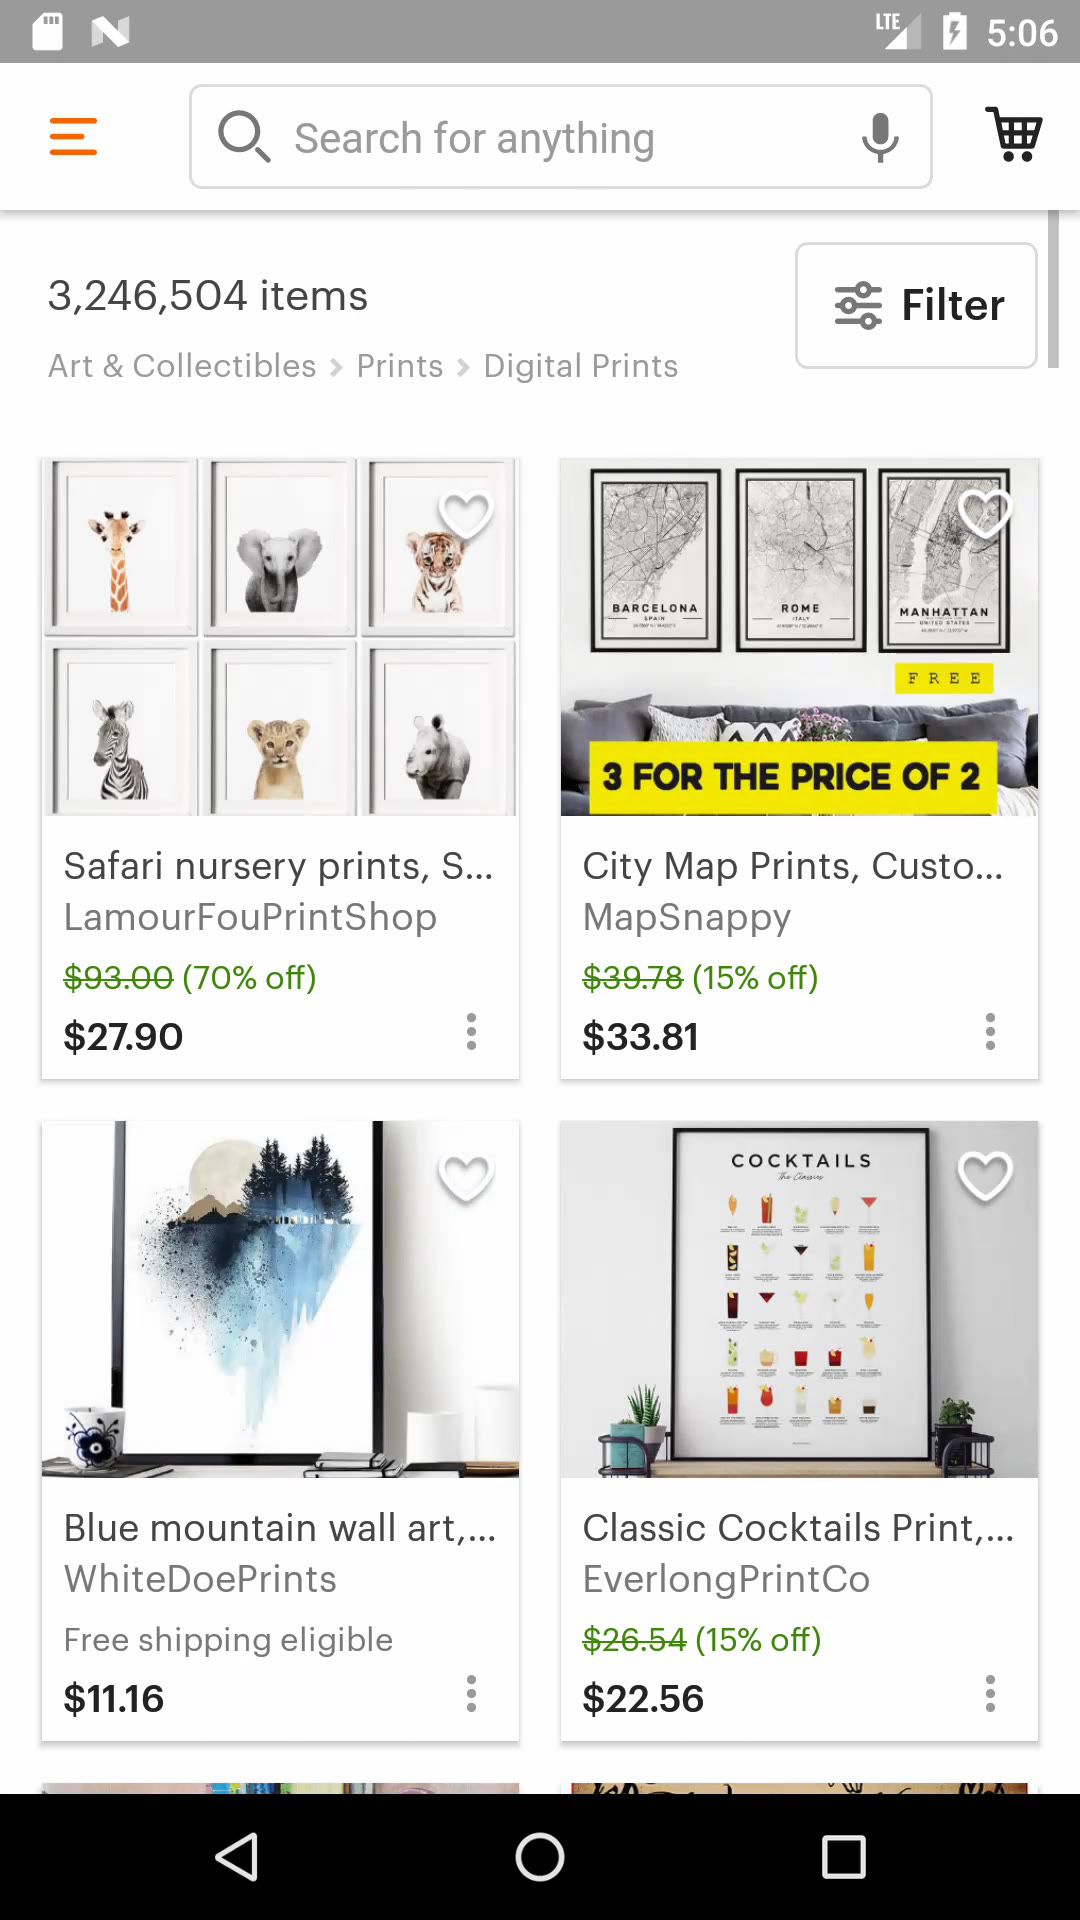 LTE 5:06
Search for anything
3,246,504 items
Filter
Art & Collectibles > Prints > Digital Prints
BARCELONA
SPAIN
ROME
ITALY
MANHATTAN
UNITED STATES
FREE
3 FOR THE PRICE OF 2
Safari nursery prints, S...
LamourFouPrintShop
$93.00 (70% off)
$27.90
City Map Prints, Custo...
MapSnappy
$39.78 (15% off)
$33.81
COCKTAILS
The Classics
Blue mountain wall art,...
WhiteDoePrints
Free shipping eligible
$11.16
Classic Cocktails Print,...
EverlongPrintCo
$26.54 (15% off)
$22.56